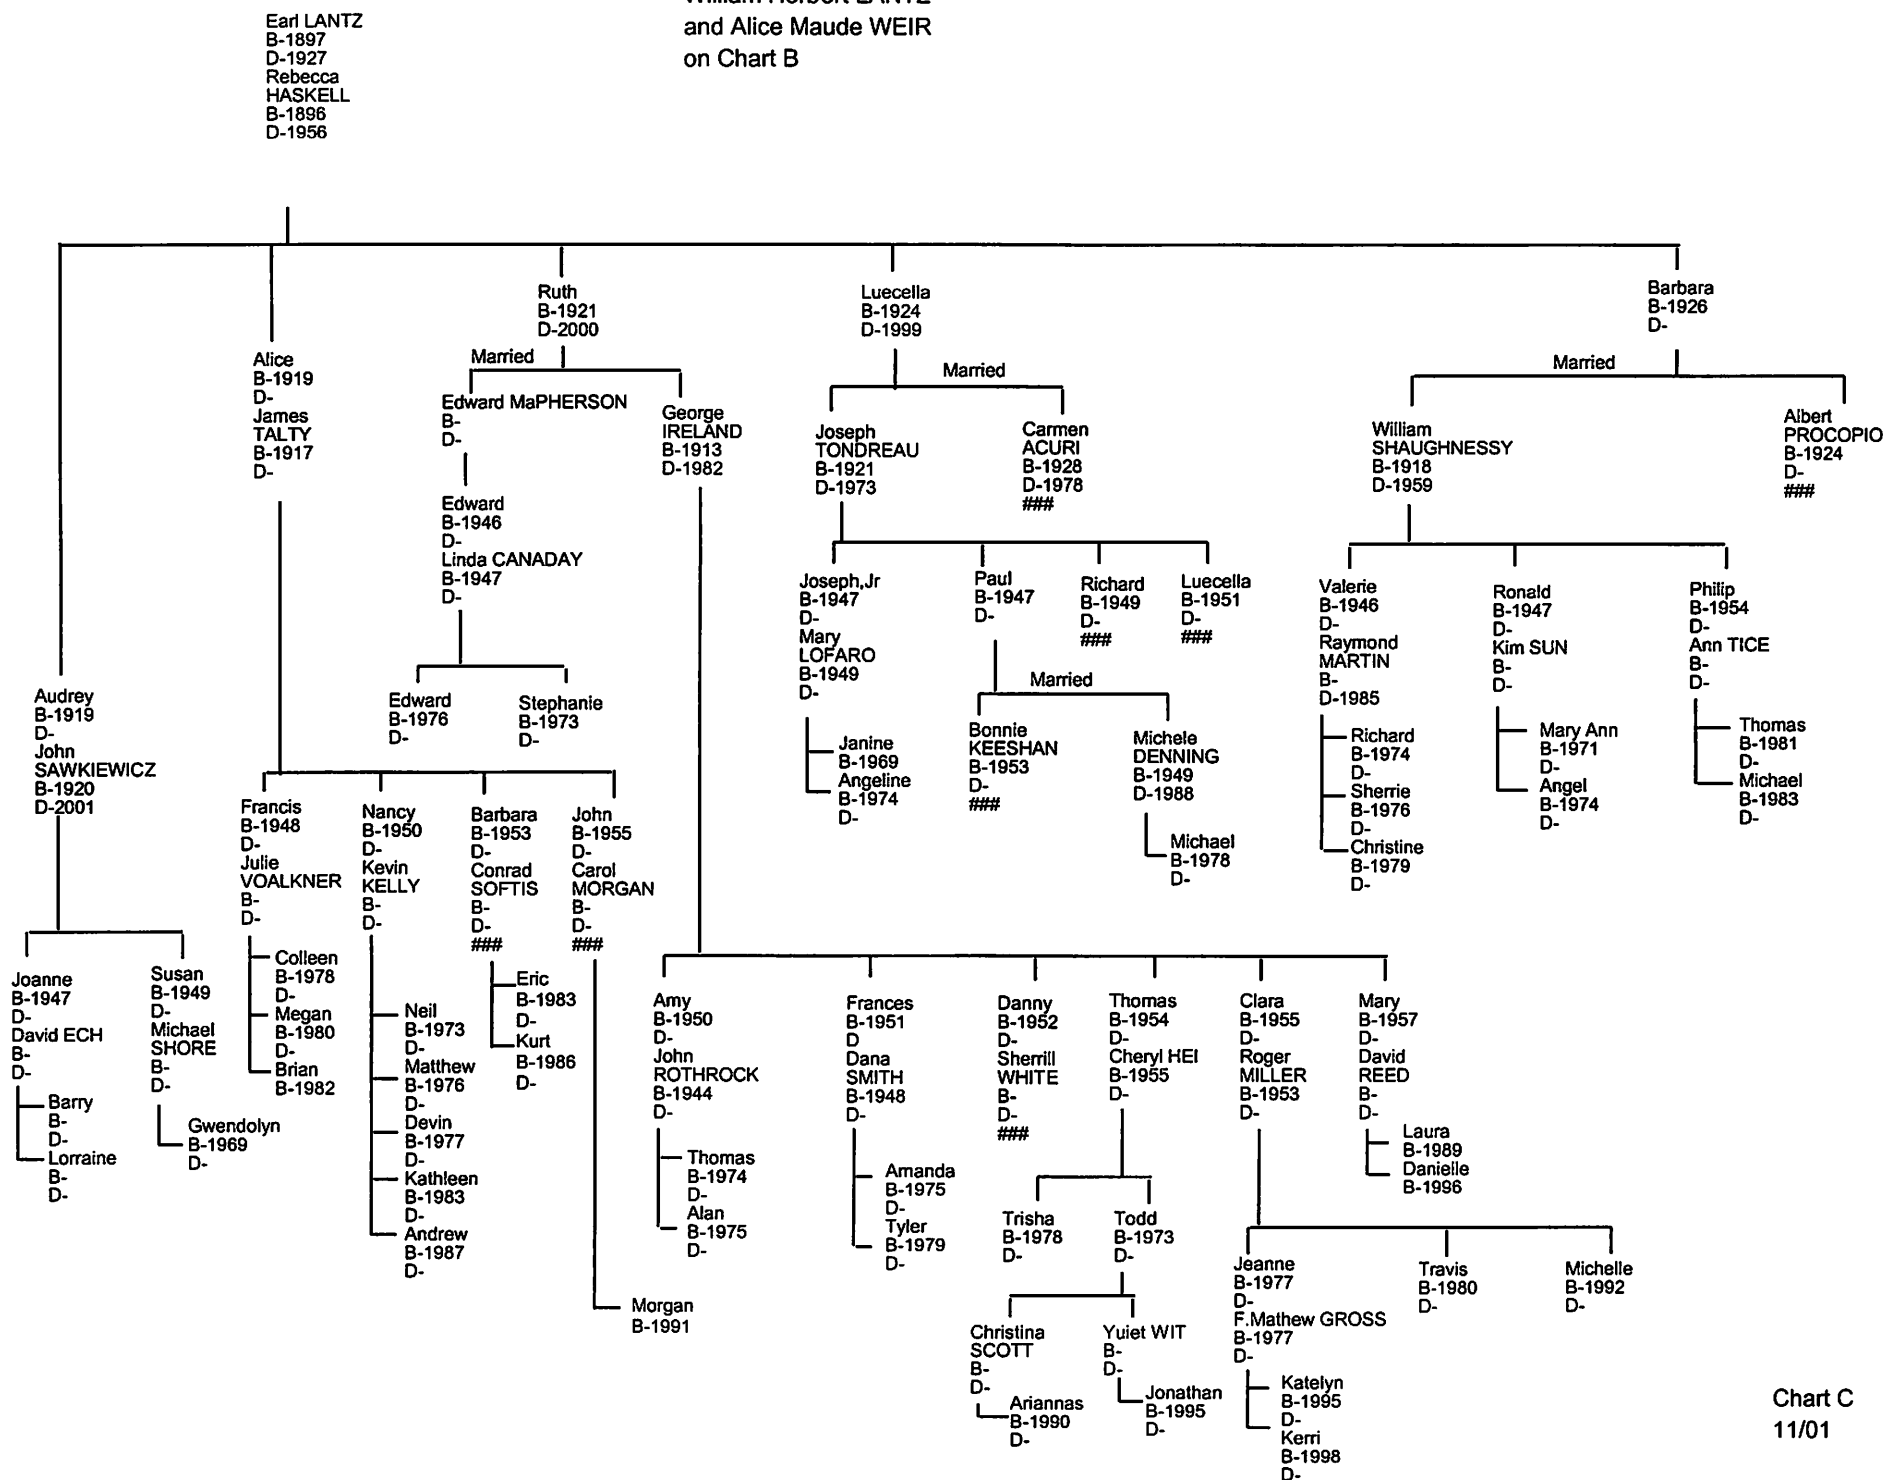 William Herbert LANTZ
and Alice Maude WEIR
on Chart B
Earl LANTZ
B-1897
D-1927
Rebecca
HASKELL
B-1896
D-1956
Ruth
B-1921
D-2000
Luecella
B-1924
D-1999
Barbara
B-1926
D-
Alice
B-1919
D-
James
TALTY
B-1917
D-
Married
Edward MaPHERSON
B-
D-
George
IRELAND
B-1913
D-1982
Married
Joseph
TONDREAU
B-1921
D-1973
Carmen
ACURI
B-1928
D-1978
###
Married
William
SHAUGHNESSY
B-1918
D-1959
Albert
PROCOPIO
B-1924
D-
###
Edward
B-1946
D-
Linda CANADAY
B-1947
D-
Joseph,Jr
B-1947
D-
Mary
LOFARO
B-1949
D-
Paul
B-1947
D-
Richard
B-1949
D-
###
Luecella
B-1951
D-
###
Valerie
B-1946
D-
Raymond
MARTIN
B-
D-1985
Ronald
B-1947
D-
Kim SUN
B-
D-
Philip
B-1954
D-
Ann TICE
B-
D-
Audrey
B-1919
D-
John
SAWKIEWICZ
B-1920
D-2001
Edward
B-1976
D-
Stephanie
B-1973
D-
Janine
B-1969
Angeline
B-1974
D-
Married
Bonnie
KEESHAN
B-1953
D-
###
Michele
DENNING
B-1949
D-1988
Michael
B-1978
D-
Richard
B-1974
D-
Sherrie
B-1976
D-
Christine
B-1979
D-
Mary Ann
B-1971
D-
Angel
B-1974
D-
Thomas
B-1981
D-
Michael
B-1983
D-
Francis
B-1948
D-
Julie
VOALKNER
B-
D-
Nancy
B-1950
D-
Kevin
KELLY
B-
D-
Barbara
B-1953
D-
Conrad
SOFTIS
B-
D-
###
John
B-1955
D-
Carol
MORGAN
B-
D-
###
Joanne
B-1947
D-
David ECH
B-
D-
Barry
B-
D-
Lorraine
B-
D-
Susan
B-1949
D-
Michael
SHORE
B-
D-
Gwendolyn
B-1969
D-
Colleen
B-1978
D-
Megan
B-1980
D-
Brian
B-1982
Neil
B-1973
D-
Matthew
B-1976
D-
Devin
B-1977
D-
Kathleen
B-1983
D-
Andrew
B-1987
D-
Eric
B-1983
D-
Kurt
B-1986
D-
Morgan
B-1991
Amy
B-1950
D-
John
ROTHROCK
B-1944
D-
Thomas
B-1974
D-
Alan
B-1975
D-
Frances
B-1951
D
Dana
SMITH
B-1948
D-
Amanda
B-1975
D-
Tyler
B-1979
D-
Danny
B-1952
D-
Sherrill
WHITE
B-
D-
###
Thomas
B-1954
D-
Cheryl HEI
B-1955
D-
Clara
B-1955
D-
Roger
MILLER
B-1953
D-
Mary
B-1957
D-
David
REED
B-
D-
Laura
B-1989
Danielle
B-1996
Trisha
B-1978
D-
Todd
B-1973
D-
Christina
SCOTT
B-
D-
Ariannas
B-1990
D-
Yuiet WIT
B-
D-
Jonathan
B-1995
D-
Jeanne
B-1977
D-
F.Mathew GROSS
B-1977
D-
Katelyn
B-1995
D-
Kerri
B-1998
D-
Travis
B-1980
D-
Michelle
B-1992
D-
Chart C
11/01